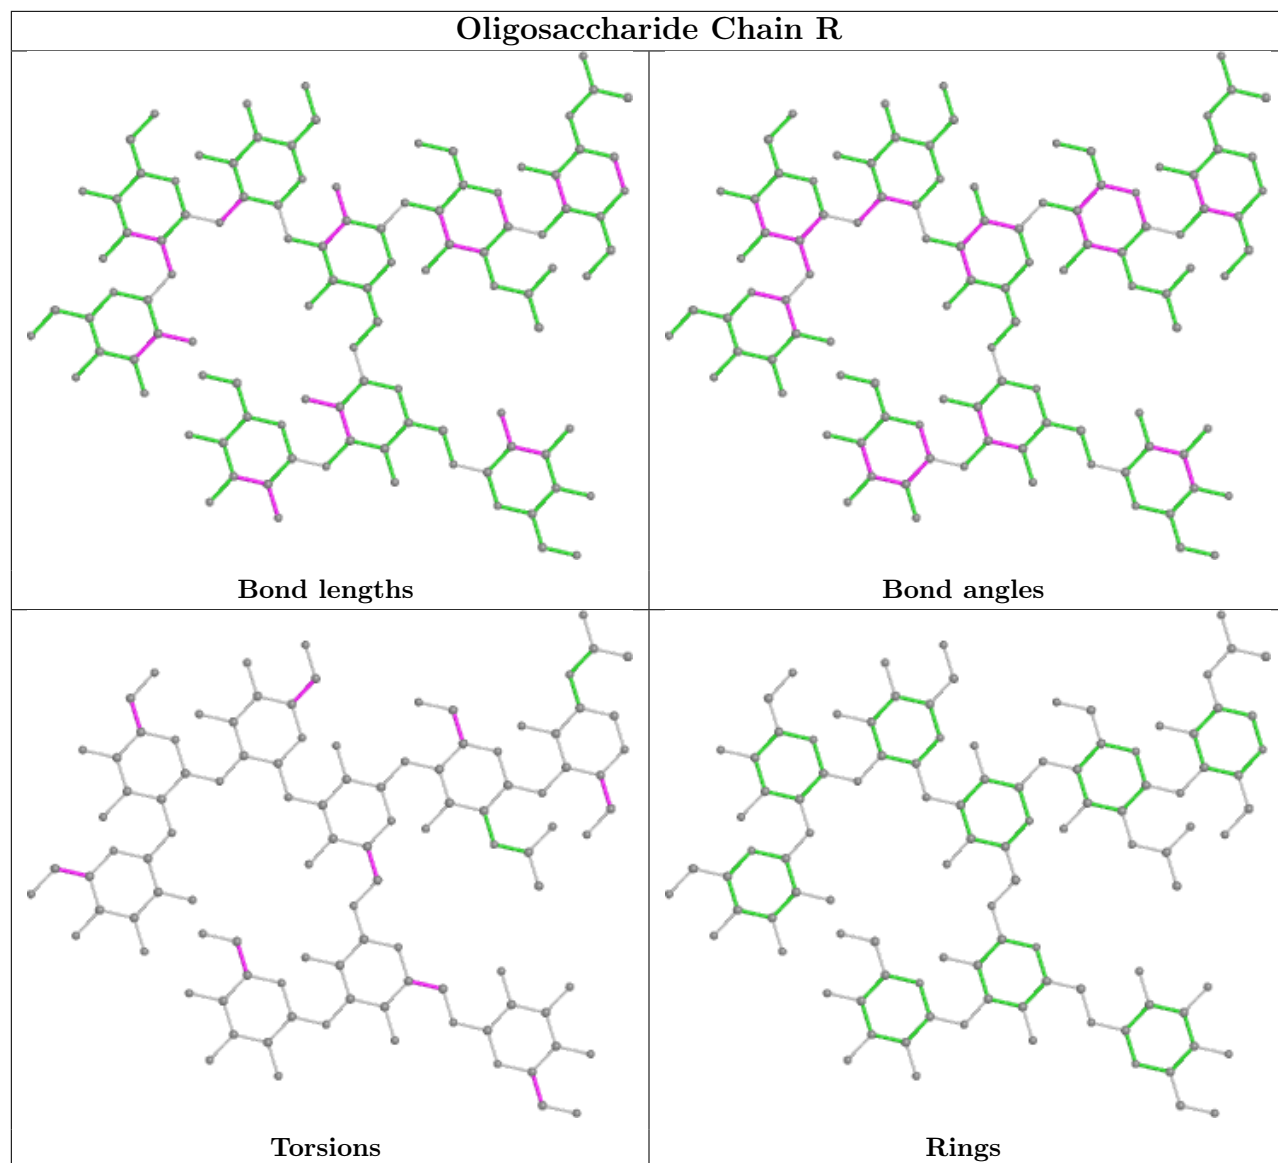 Oligosaccharide Chain R
Bond lengths
Bond angles
Torsions
Rings